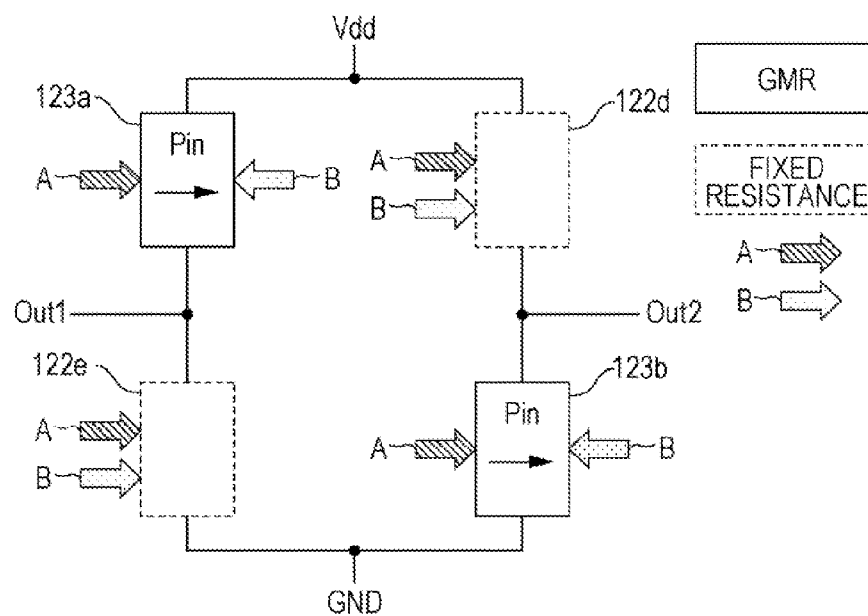 Vdd
123a
122d
GMR
Pin
A
B
A
B
FIXED
RESISTANCE
A
B
Out1
Out2
122e
123b
A
B
Pin
A
B
GND